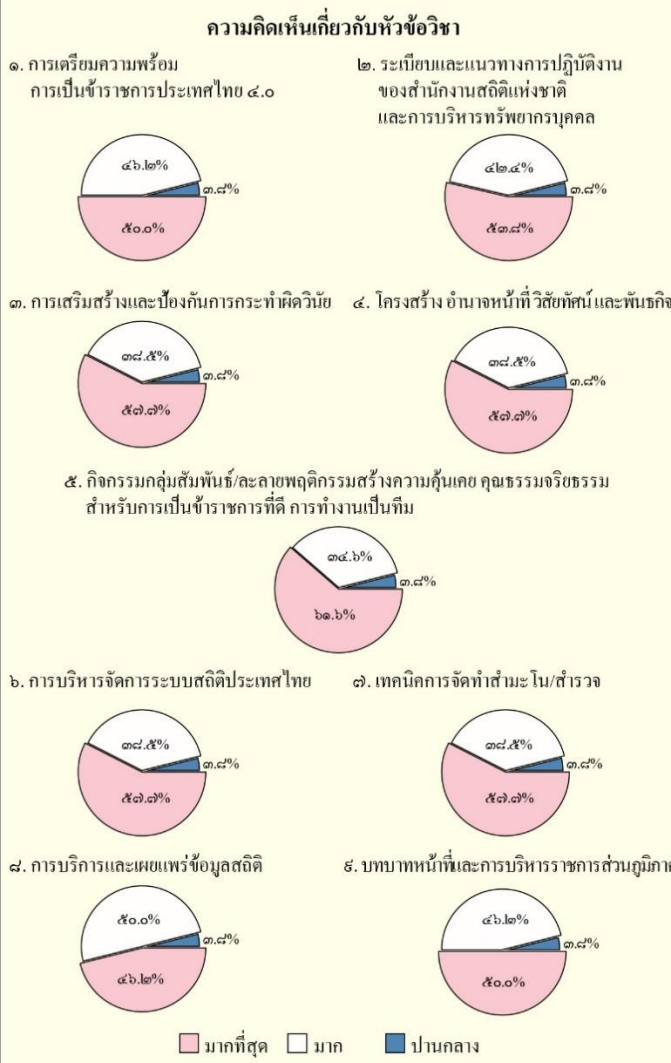 ความคิดเห็นเกี่ยวกับหัวข้อวิชา
๑. การเตรียมความพร้อม
การเป็นข้าราชการประเทศไทย ๔.๐
๔๖.๒%
๓.๘%
๕๐.๐%
๒. ระเบียบและแนวทางการปฏิบัติงาน
ของสำนักงานสถิติแห่งชาติ
และการบริหารทรัพยากรบุคคล
๔๒.๔%
๓.๘%
๕๓.๘%
๓. การเสริมสร้างและป้องกันการกระทำผิดวินัย
๓๘.๕%
๓.๘%
๕๗.๗%
๔. โครงสร้าง อำนาจหน้าที่ วิสัยทัศน์ และพันธกิจ
๓๘.๕%
๓.๘%
๕๗.๗%
๕. กิจกรรมกลุ่มสัมพันธ์/ละลายพฤติกรรมสร้างความคุ้นเคย คุณธรรมจริยธรรม
สำหรับการเป็นข้าราชการที่ดี การทำงานเป็นทีม
๓๔.๖%
๓.๘%
๖๑.๖%
๖. การบริหารจัดการระบบสถิติประเทศไทย
๓๘.๕%
๓.๘%
๕๗.๗%
๗. เทคนิคการจัดทำสำมะโน/สำรวจ
๓๘.๕%
๓.๘%
๕๗.๗%
๘. การบริการและเผยแพร่ข้อมูลสถิติ
๕๐.๐%
๓.๘%
๔๖.๒%
๙. บทบาทหน้าที่และการบริหารราชการส่วนภูมิภาค
๔๖.๒%
๓.๘%
๕๐.๐%
มากที่สุด มาก ปานกลาง